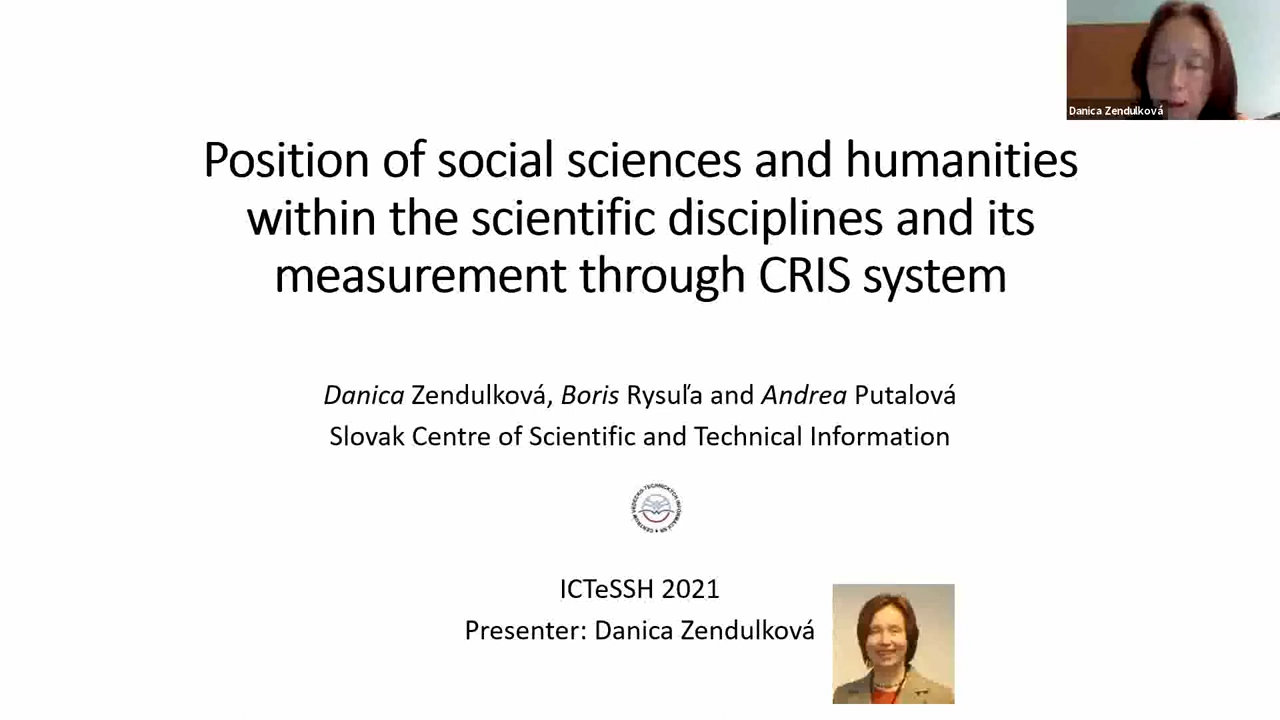 Danica Zendulková
Position of social sciences and humanities
within the scientific disciplines and its
measurement through CRIS system
Danica Zendulková, Boris Rysuľa and Andrea Putalová
Slovak Centre of Scientific and Technical Information
ICTeSSH 2021
Presenter: Danica Zendulková